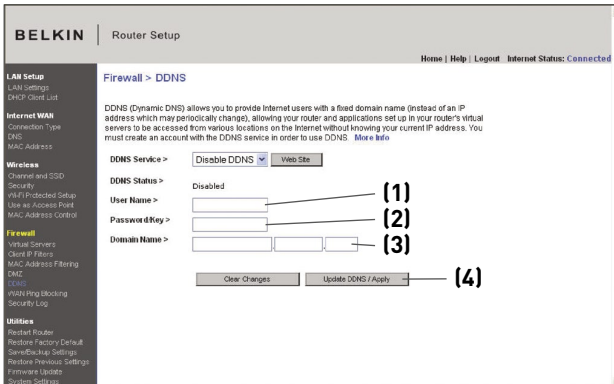 BELKIN | Router Setup
Home | Help | Logout Internet Status: Connected
LAN Setup
LAN Settings
DHCP Client List
Internet WAN
Connection Type
DNS
MAC Address
Wireless
Channel and SSID
Security
Wi-Fi Protected Setup
Use as Access Point
MAC Address Control
Firewall
Virtual Servers
Client IP Filters
MAC Address Filtering
DMZ
DDNS
WAN Ping Blocking
Security Log
Utilities
Restart Router
Restore Factory Default
Save/Backup Settings
Restore Previous Settings
Firmware Update
System Settings
Firewall > DDNS
DDNS (Dynamic DNS) allows you to provide Internet users with a fixed domain name (instead of an IP
address which may periodically change), allowing your router and applications set up in your router's virtual
servers to be accessed from various locations on the Internet without knowing your current IP address. You
must create an account with the DDNS service in order to use DDNS. More Info
DDNS Service > Disable DDNS Web Site
DDNS Status > Disabled
User Name > (1)
Password/Key > (2)
Domain Name > . . (3)
Clear Changes Update DDNS / Apply (4)